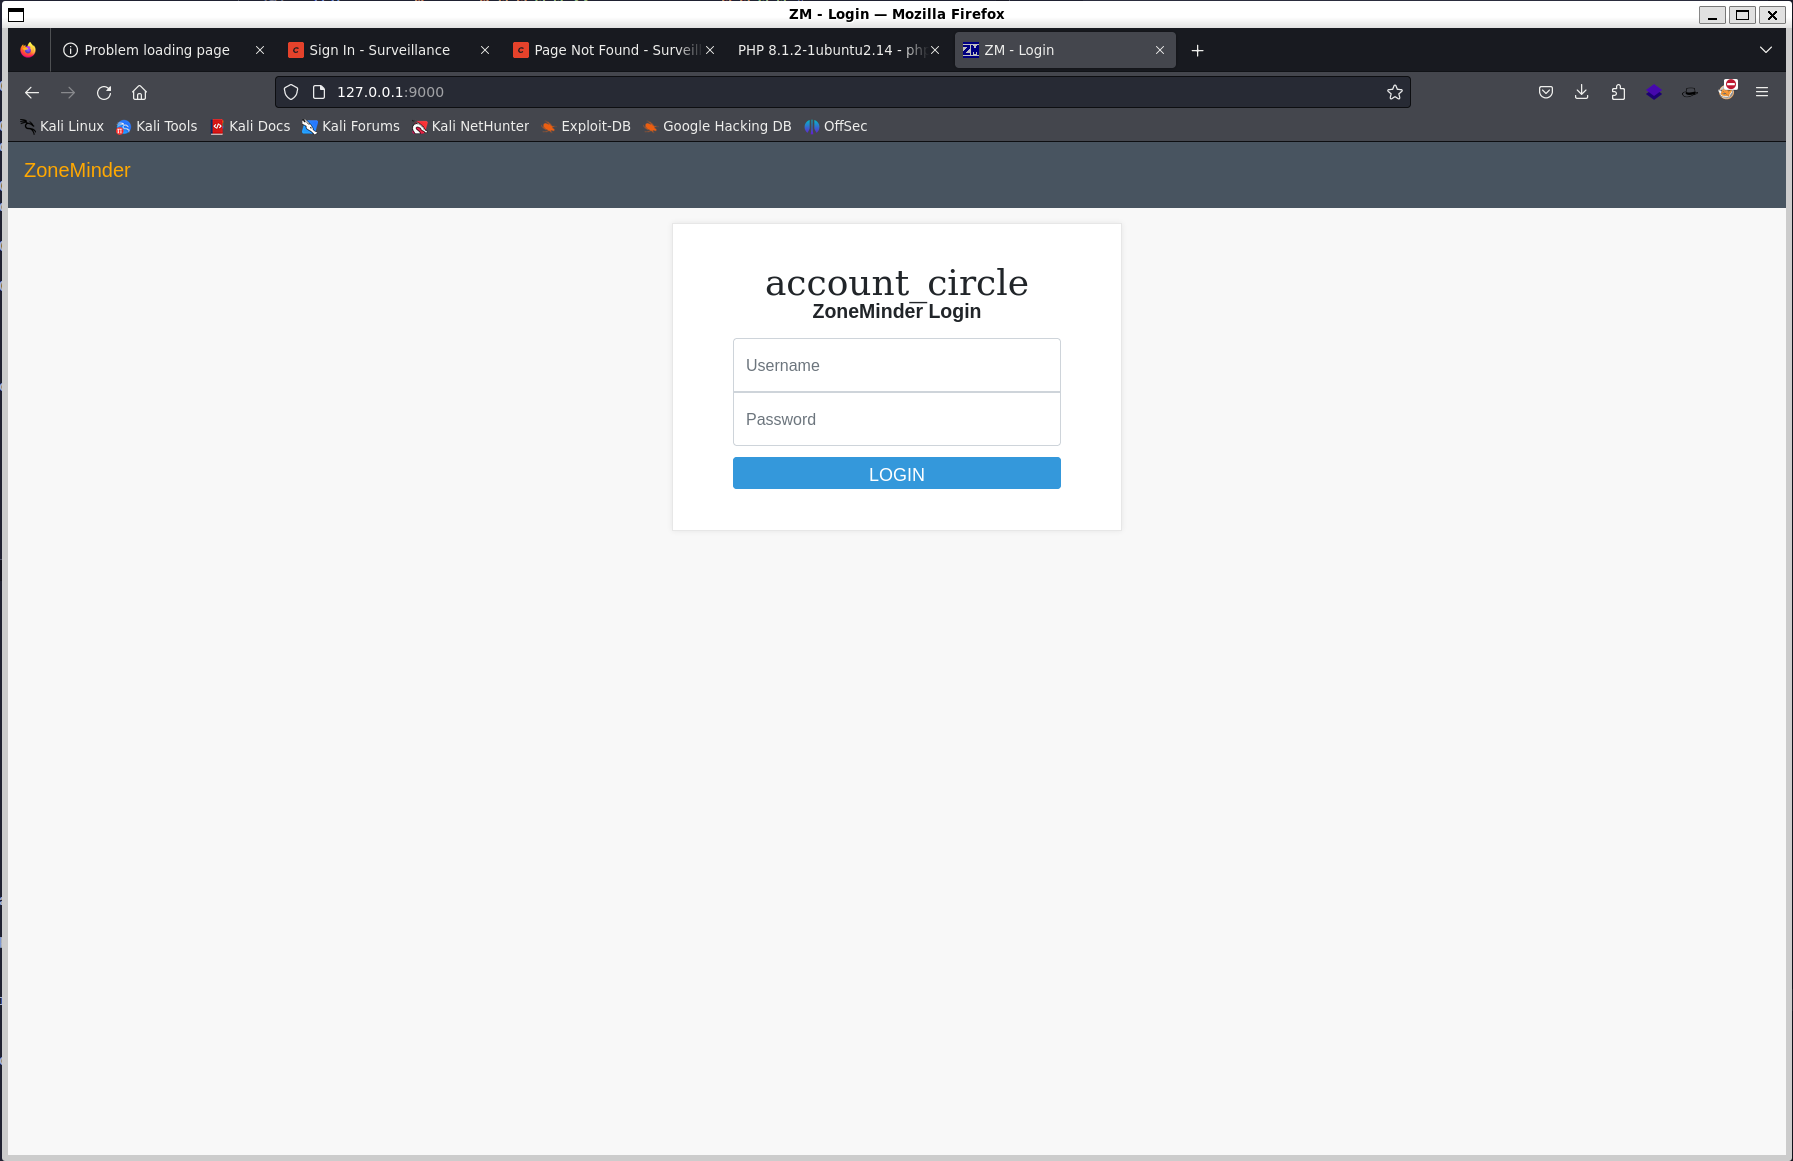 ZM - Login — Mozilla Firefox
Problem loading page
Sign In - Surveillance
Page Not Found - Surveil
PHP 8.1.2-1ubuntu2.14 - ph
ZM - Login
127.0.0.1:9000
Kali Linux
Kali Tools
Kali Docs
Kali Forums
Kali NetHunter
Exploit-DB
Google Hacking DB
OffSec
ZoneMinder
account_circle
ZoneMinder Login
Username
Password
LOGIN